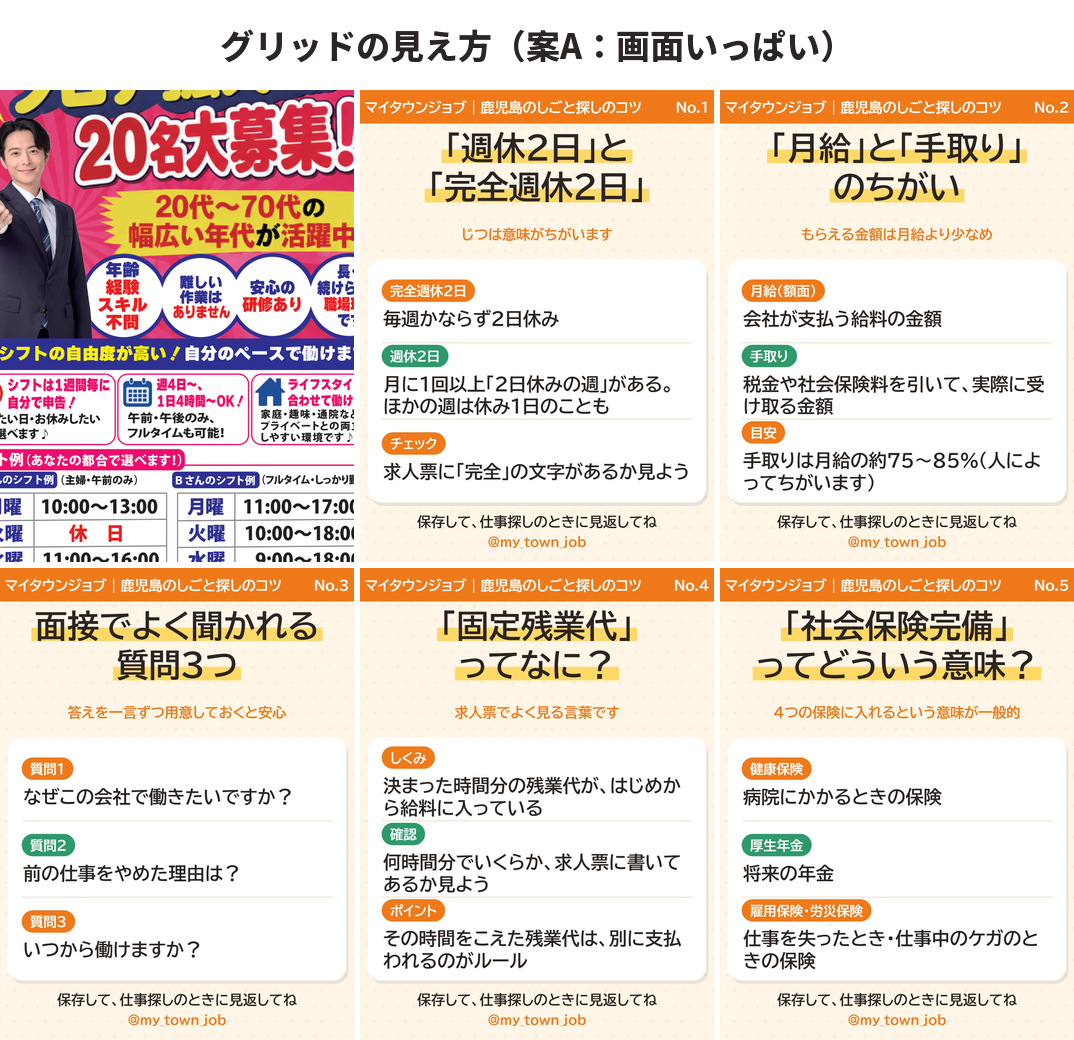 グリッドの見え方（案A：画面いっぱい）
20名大募集!
20代〜70代の
幅広い年代が活躍中
年齢
経験
スキル
不問
難しい
作業は
ありません
安心の
研修あり
シフトの自由度が高い！自分のペースで働けま
シフトは1週間毎に
自分で申告！
たい日・お休みしたい
選べます♪
週4日〜、
1日4時間〜OK！
午前・午後のみ、
フルタイムも可能!
ライフスタイ
合わせて働け
家庭・趣味・通院な
プライベートとの両
しやすい環境です♪
ト例(あなたの都合で選べます!)
んのシフト例 (主婦・午前のみ)
曜 10:00〜13:00
休 日
曜 11:00〜16:00
Bさんのシフト例 (フルタイム・しっかり
月曜 11:00〜17:00
火曜 10:00〜18:00
水曜 9:00〜18:00
マイタウンジョブ｜鹿児島のしごと探しのコツ No.1
「週休2日」と
「完全週休2日」
じつは意味がちがいます
完全週休2日
毎週かならず2日休み
週休2日
月に1回以上「2日休みの週」がある。
ほかの週は休み1日のことも
チェック
求人票に「完全」の文字があるか見よう
保存して、仕事探しのときに見返してね
@my_town_job
マイタウンジョブ｜鹿児島のしごと探しのコツ No.2
「月給」と「手取り」
のちがい
もらえる金額は月給より少なめ
月給(額面)
会社が支払う給料の金額
手取り
税金や社会保険料を引いて、実際に受
け取る金額
目安
手取りは月給の約75〜85%(人によ
ってちがいます)
保存して、仕事探しのときに見返してね
@my_town_job
マイタウンジョブ｜鹿児島のしごと探しのコツ No.3
面接でよく聞かれる
質問3つ
答えを一言ずつ用意しておくと安心
質問1
なぜこの会社で働きたいですか？
質問2
前の仕事をやめた理由は？
質問3
いつから働けますか？
保存して、仕事探しのときに見返してね
@my_town_job
マイタウンジョブ｜鹿児島のしごと探しのコツ No.4
「固定残業代」
ってなに？
求人票でよく見る言葉です
しくみ
決まった時間分の残業代が、はじめか
ら給料に入っている
確認
何時間分でいくらか、求人票に書いて
あるか見よう
ポイント
その時間をこえた残業代は、別に支払
われるのがルール
保存して、仕事探しのときに見返してね
@my_town_job
マイタウンジョブ｜鹿児島のしごと探しのコツ No.5
「社会保険完備」
ってどういう意味？
4つの保険に入れるという意味が一般的
健康保険
病院にかかるときの保険
厚生年金
将来の年金
雇用保険・労災保険
仕事を失ったとき・仕事中のケガのと
きの保険
保存して、仕事探しのときに見返してね
@my_town_job